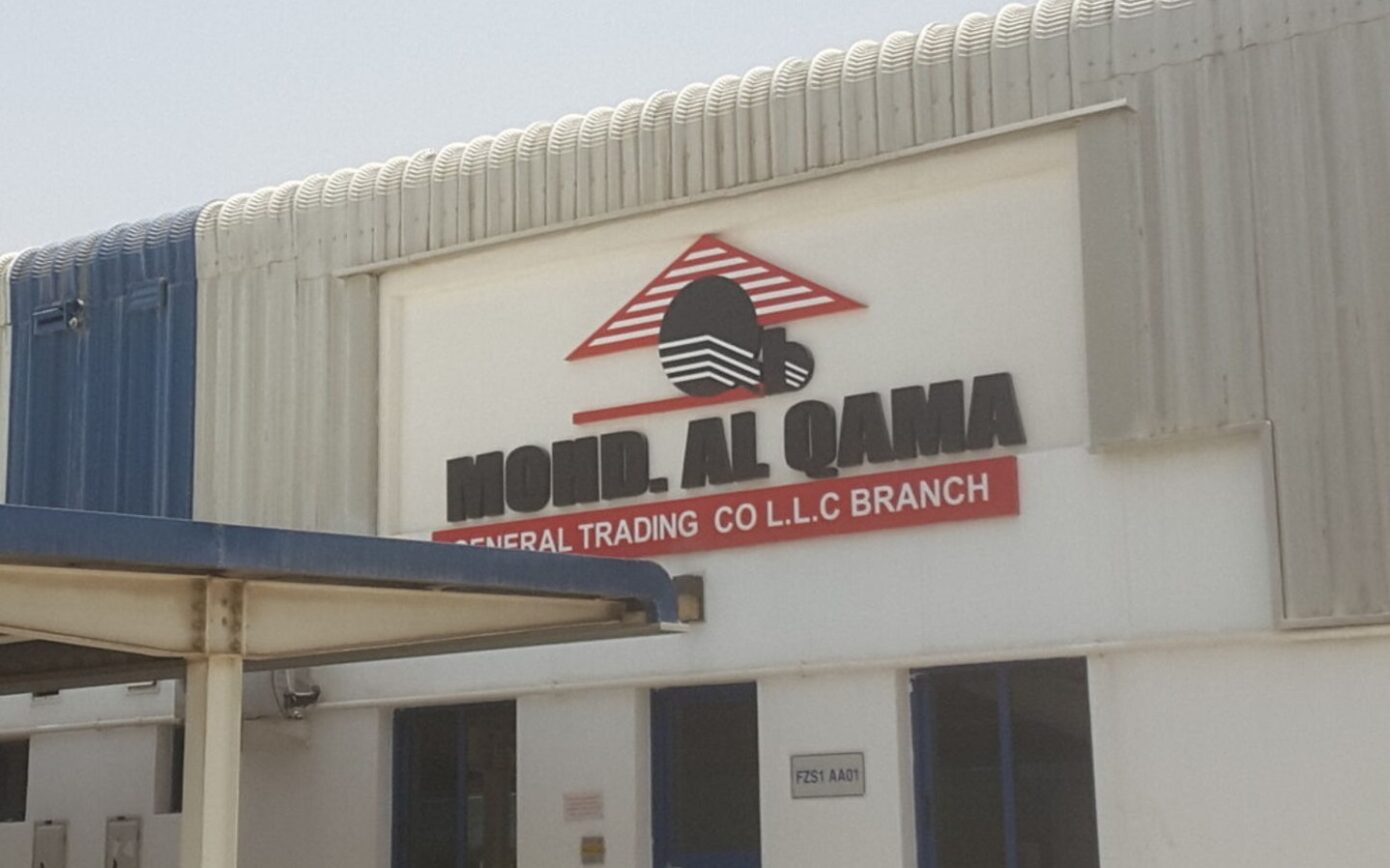 MOHD. AL QAMA
GENERAL TRADING CO L.L.C BRANCH
FZS1 AA01